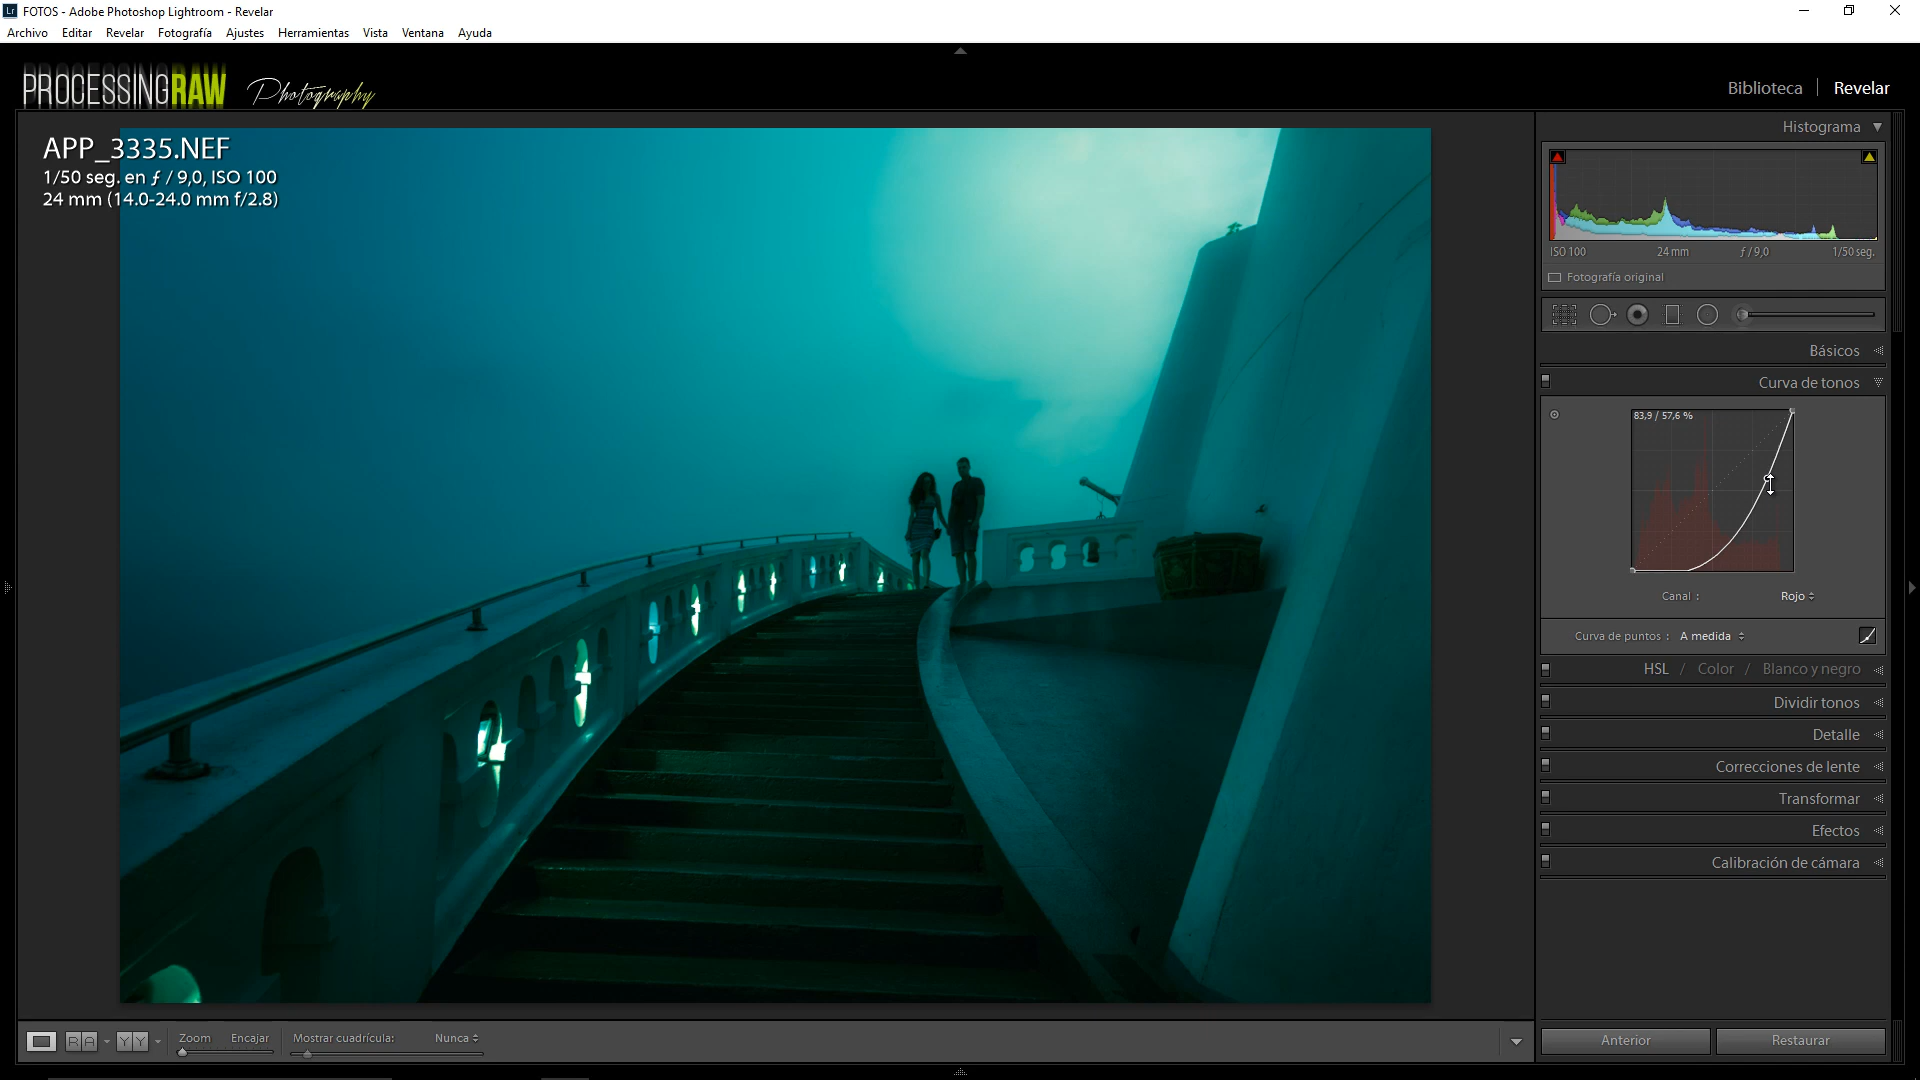 Lr FOTOS - Adobe Photoshop Lightroom - Revelar
Archivo Editar Revelar Fotografía Ajustes Herramientas Vista Ventana Ayuda
PROCESSINGRAW Photography
Biblioteca | Revelar
APP_3335.NEF
1/50 seg. en ƒ / 9,0, ISO 100
24 mm (14.0-24.0 mm f/2.8)
Histograma
ISO 100 24 mm ƒ / 9,0 1/50 seg.
Fotografía original
Básicos
Curva de tonos
83,9 / 57,6 %
Canal : Rojo
Curva de puntos : A medida
HSL / Color / Blanco y negro
Dividir tonos
Detalle
Correcciones de lente
Transformar
Efectos
Calibración de cámara
R A Y Y Zoom Encajar Mostrar cuadrícula: Nunca
Anterior Restaurar